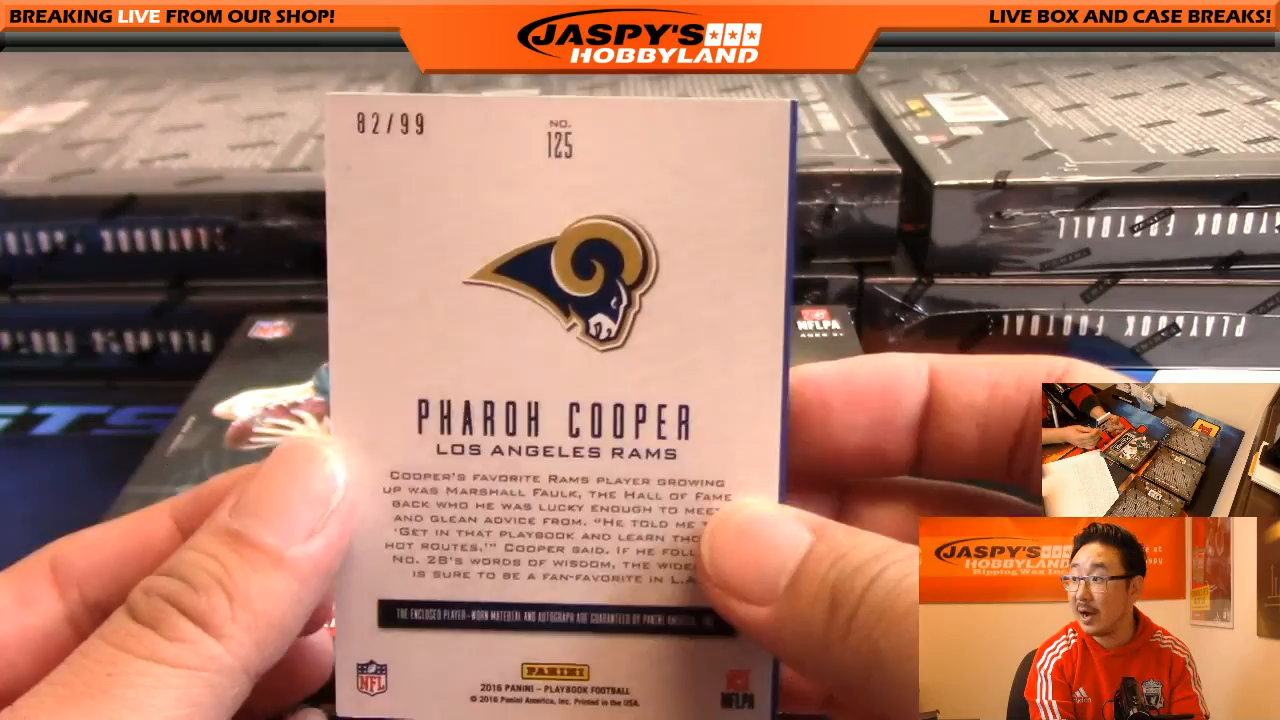 BREAKING LIVE FROM OUR SHOP!
JASPY'S
HOBBYLAND
LIVE BOX AND CASE BREAKS!
82/99
NO.
125
PLAYBOOK FOOTBALL
NFLPA
PHAROH COOPER
LOS ANGELES RAMS
COOPER'S FAVORITE RAMS PLAYER GROWING
UP WAS MARSHALL FAULK, THE HALL OF FAME
BACK WHO HE WAS LUCKY ENOUGH TO MEET
AND GLEAN ADVICE FROM. "HE TOLD ME
'GET IN THAT PLAYBOOK AND LEARN
HOT ROUTES,'" COOPER SAID. IF HE
NO. 28'S WORDS OF WISDOM, THE
IS SURE TO BE A FAN-FAVORITE IN L.A.
THE ENCLOSED PLAYER-WORN MATERIAL AND AUTOGRAPH ARE GUARANTEED BY PANINI AMERICA, INC.
NFL
PANINI
2016 PANINI - PLAYBOOK FOOTBALL
© 2016 Panini America, Inc. Printed in the USA.
NFLPA
JASPY'S
HOBBYLAND
Ripping Wax Inc.